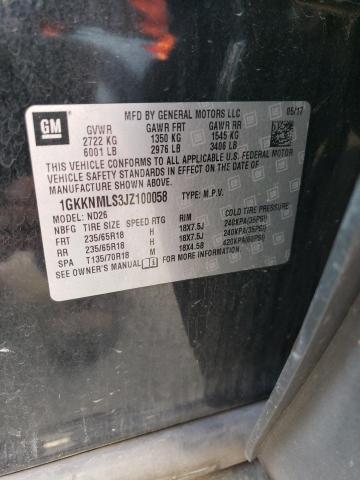 MFD BY GENERAL MOTORS LLC 05/17
GM
GVWR GAWR FRT GAWR RR
2722 KG 1350 KG 1545 KG
6001 LB 2976 LB 3406 LB
THIS VEHICLE CONFORMS TO ALL APPLICABLE U.S. FEDERAL MOTOR
VEHICLE SAFETY STANDARDS IN EFFECT ON THE DATE OF
MANUFACTURE SHOWN ABOVE.
1GKKNMLS3JZ100058 TYPE: M.P.V.
MODEL: ND26
NBFG TIRE SIZE SPEED RTG RIM COLD TIRE PRESSURE
FRT 235/65R18 H 18X7.5J 240KPA(35PSI)
RR 235/65R18 H 18X7.5J 240KPA(35PSI)
SPA T135/70R18 M 18X4.5B 420KPA(60PSI)
SEE OWNER'S MANUAL FOR MORE INFORMATION.